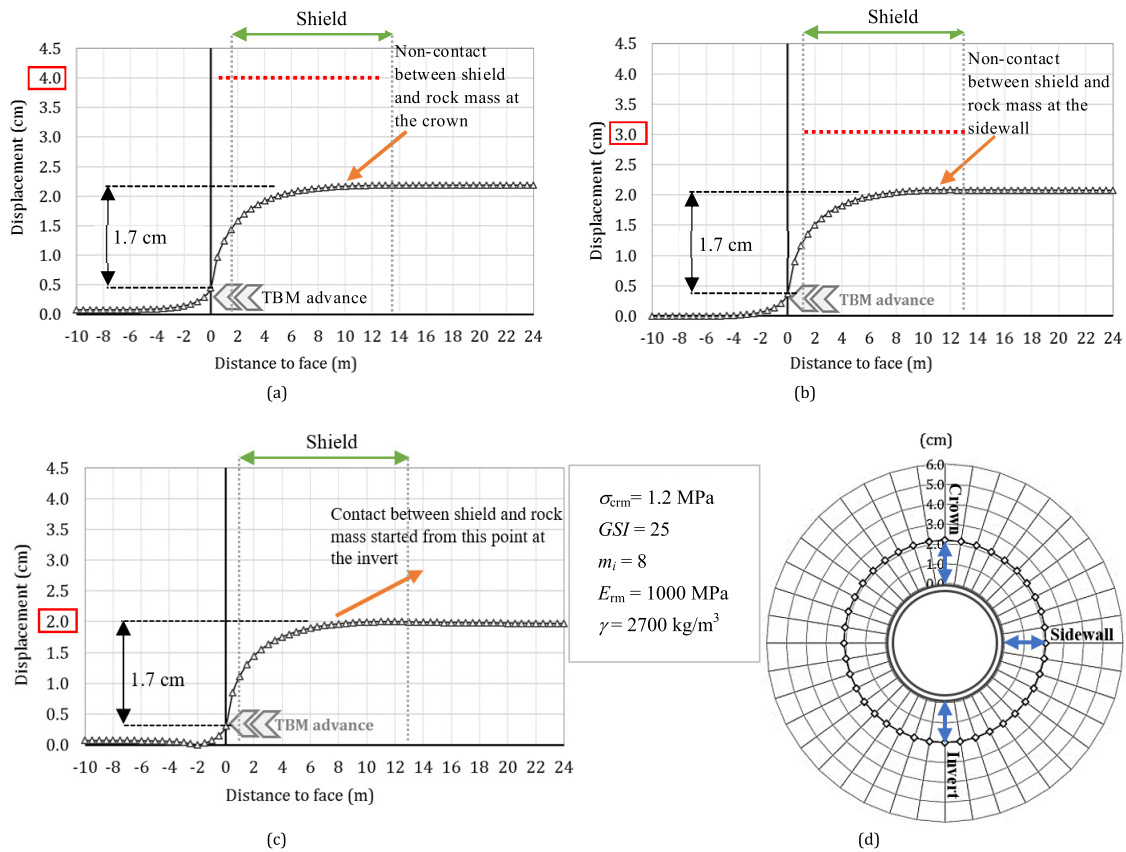 Shield
Displacement (cm)
4.5
4.0
3.5
3.0
2.5
2.0
1.5
1.0
0.5
0.0
Non-contact
between shield
and rock mass at
the crown
1.7 cm
TBM advance
-10 -8 -6 -4 -2 0 2 4 6 8 10 12 14 16 18 20 22 24
Distance to face (m)
(a)
Shield
Displacement (cm)
4.5
4.0
3.5
3.0
2.5
2.0
1.5
1.0
0.5
0.0
Non-contact
between shield and
rock mass at the
sidewall
1.7 cm
TBM advance
-10 -8 -6 -4 -2 0 2 4 6 8 10 12 14 16 18 20 22 24
Distance to face (m)
(b)
Shield
Displacement (cm)
4.5
4.0
3.5
3.0
2.5
2.0
1.5
1.0
0.5
0.0
Contact between shield and rock
mass started from this point at
the invert
1.7 cm
TBM advance
-10 -8 -6 -4 -2 0 2 4 6 8 10 12 14 16 18 20 22 24
Distance to face (m)
(c)
σcrm= 1.2 MPa
GSI = 25
mi = 8
Erm = 1000 MPa
γ = 2700 kg/m³
(cm)
6.0
5.0
4.0
3.0
2.0
1.0
0.0
Crown
Sidewall
Invert
(d)